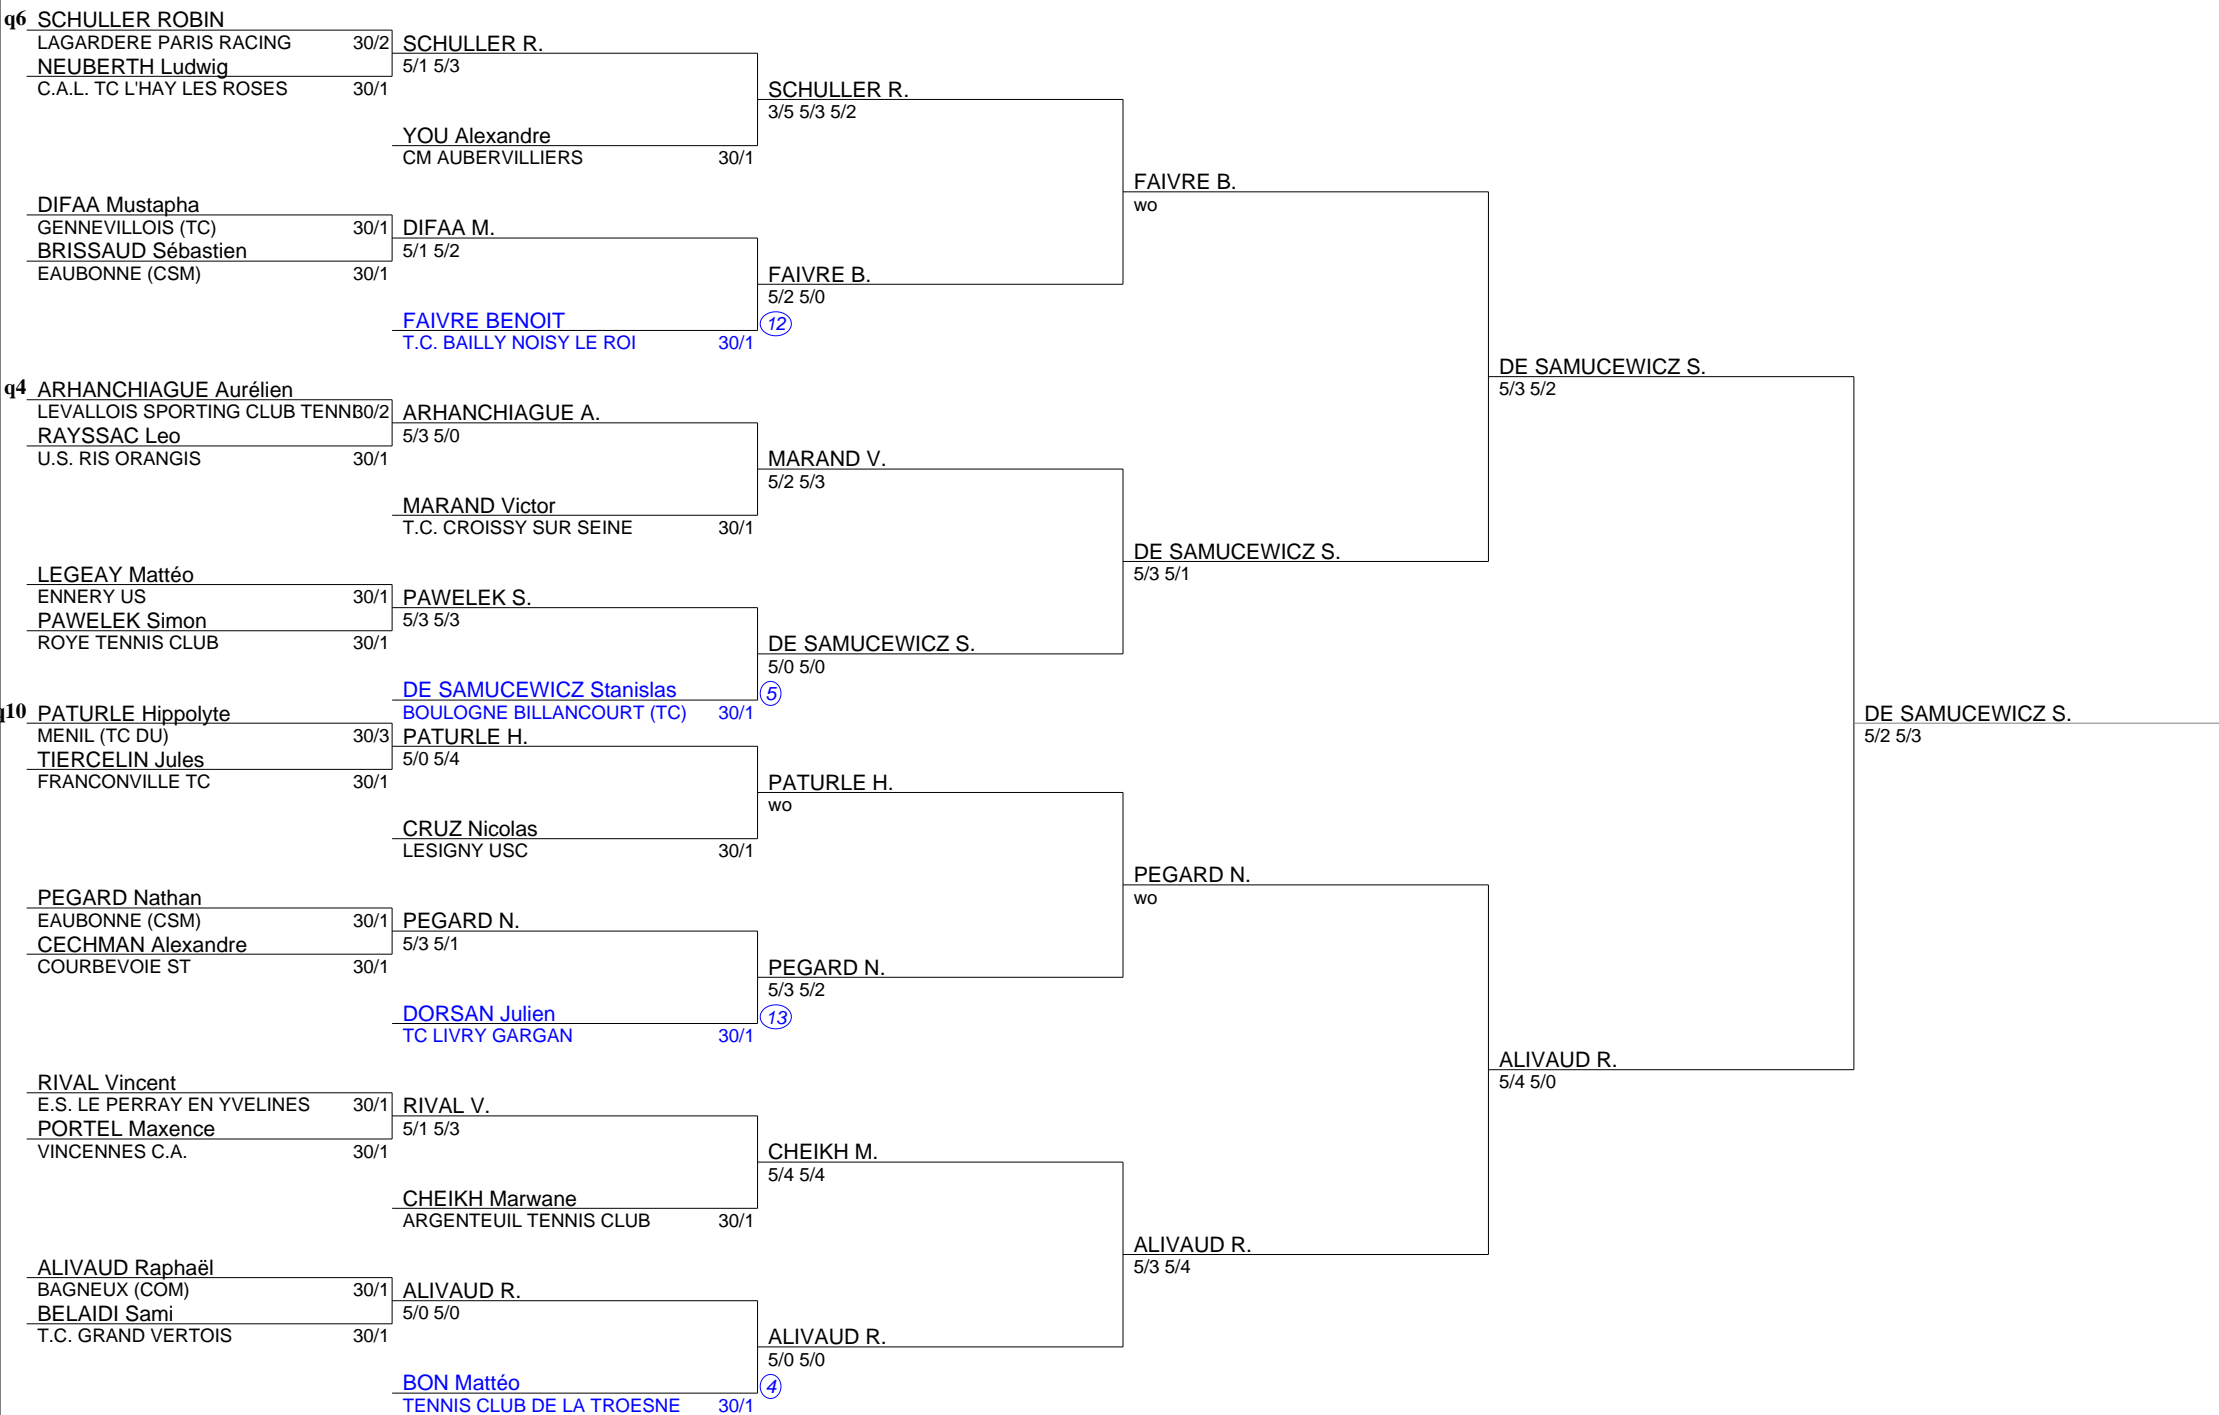 q6 SCHULLER ROBIN
LAGARDERE PARIS RACING 30/2
NEUBERTH Ludwig
C.A.L. TC L'HAY LES ROSES 30/1
DIFAA Mustapha
GENNEVILLOIS (TC) 30/1
BRISSAUD Sébastien
EAUBONNE (CSM) 30/1
q4 ARHANCHIAGUE Aurélien
LEVALLOIS SPORTING CLUB TENNI 30/2
RAYSSAC Leo
U.S. RIS ORANGIS 30/1
LEGEAY Mattéo
ENNERY US 30/1
PAWELEK Simon
ROYE TENNIS CLUB 30/1
q10 PATURLE Hippolyte
MENIL (TC DU) 30/3
TIERCELIN Jules
FRANCONVILLE TC 30/1
PEGARD Nathan
EAUBONNE (CSM) 30/1
CECHMAN Alexandre
COURBEVOIE ST 30/1
RIVAL Vincent
E.S. LE PERRAY EN YVELINES 30/1
PORTEL Maxence
VINCENNES C.A. 30/1
ALIVAUD Raphaël
BAGNEUX (COM) 30/1
BELAIDI Sami
T.C. GRAND VERTOIS 30/1
SCHULLER R.
5/1 5/3
YOU Alexandre
CM AUBERVILLIERS 30/1
DIFAA M.
5/1 5/2
FAIVRE BENOIT
T.C. BAILLY NOISY LE ROI 30/1
ARHANCHIAGUE A.
5/3 5/0
MARAND Victor
T.C. CROISSY SUR SEINE 30/1
PAWELEK S.
5/3 5/3
DE SAMUCEWICZ Stanislas
BOULOGNE BILLANCOURT (TC) 30/1
PATURLE H.
5/0 5/4
CRUZ Nicolas
LESIGNY USC 30/1
PEGARD N.
5/3 5/1
DORSAN Julien
TC LIVRY GARGAN 30/1
RIVAL V.
5/1 5/3
CHEIKH Marwane
ARGENTEUIL TENNIS CLUB 30/1
ALIVAUD R.
5/0 5/0
BON Mattéo
TENNIS CLUB DE LA TROESNE 30/1
SCHULLER R.
3/5 5/3 5/2
FAIVRE B.
5/2 5/0
12
MARAND V.
5/2 5/3
DE SAMUCEWICZ S.
5/0 5/0
5
PATURLE H.
wo
PEGARD N.
5/3 5/2
13
CHEIKH M.
5/4 5/4
ALIVAUD R.
5/0 5/0
4
FAIVRE B.
wo
DE SAMUCEWICZ S.
5/3 5/1
PEGARD N.
wo
ALIVAUD R.
5/3 5/4
DE SAMUCEWICZ S.
5/3 5/2
ALIVAUD R.
5/4 5/0
DE SAMUCEWICZ S.
5/2 5/3